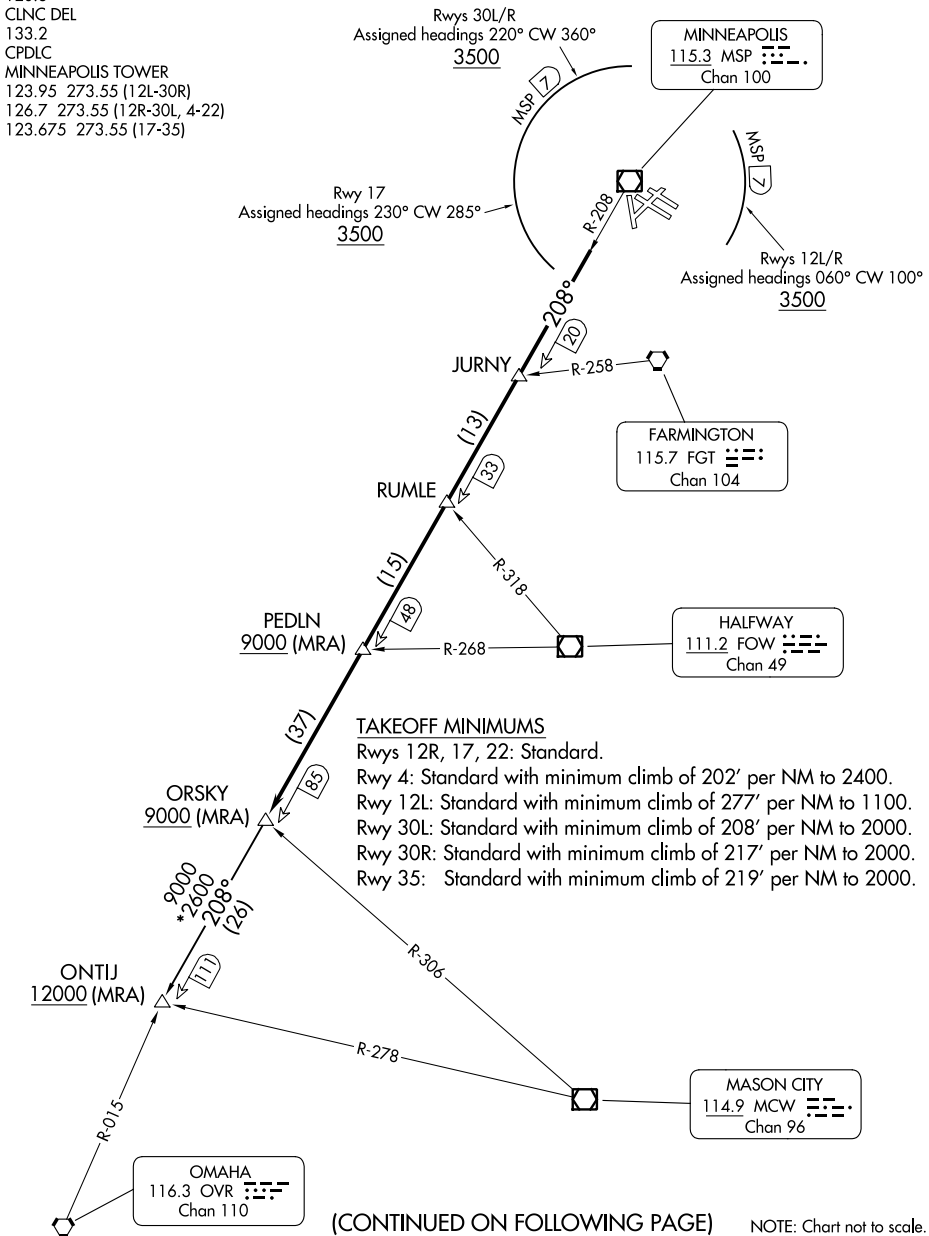 CLNC DEL
133.2
CPDLC
MINNEAPOLIS TOWER
123.95 273.55 (12L-30R)
126.7 273.55 (12R-30L, 4-22)
123.675 273.55 (17-35)
Rwys 30L/R
Assigned headings 220° CW 360°
3500
MINNEAPOLIS
115.3 MSP
Chan 100
MSP 7
MSP 7
Rwy 17
Assigned headings 230° CW 285°
3500
R-208
Rwys 12L/R
Assigned headings 060° CW 100°
3500
208°
20
JURNY
R-258
(13)
FARMINGTON
115.7 FGT
Chan 104
33
RUMLE
R-318
(15)
48
PEDLN
9000 (MRA)
R-268
HALFWAY
111.2 FOW
Chan 49
(37)
TAKEOFF MINIMUMS
Rwys 12R, 17, 22: Standard.
Rwy 4: Standard with minimum climb of 202' per NM to 2400.
Rwy 12L: Standard with minimum climb of 277' per NM to 1100.
Rwy 30L: Standard with minimum climb of 208' per NM to 2000.
Rwy 30R: Standard with minimum climb of 217' per NM to 2000.
Rwy 35: Standard with minimum climb of 219' per NM to 2000.
85
ORSKY
9000 (MRA)
9000
*2600
208°
(26)
R-306
111
ONTIJ
12000 (MRA)
R-278
R-015
MASON CITY
114.9 MCW
Chan 96
OMAHA
116.3 OVR
Chan 110
(CONTINUED ON FOLLOWING PAGE)
NOTE: Chart not to scale.